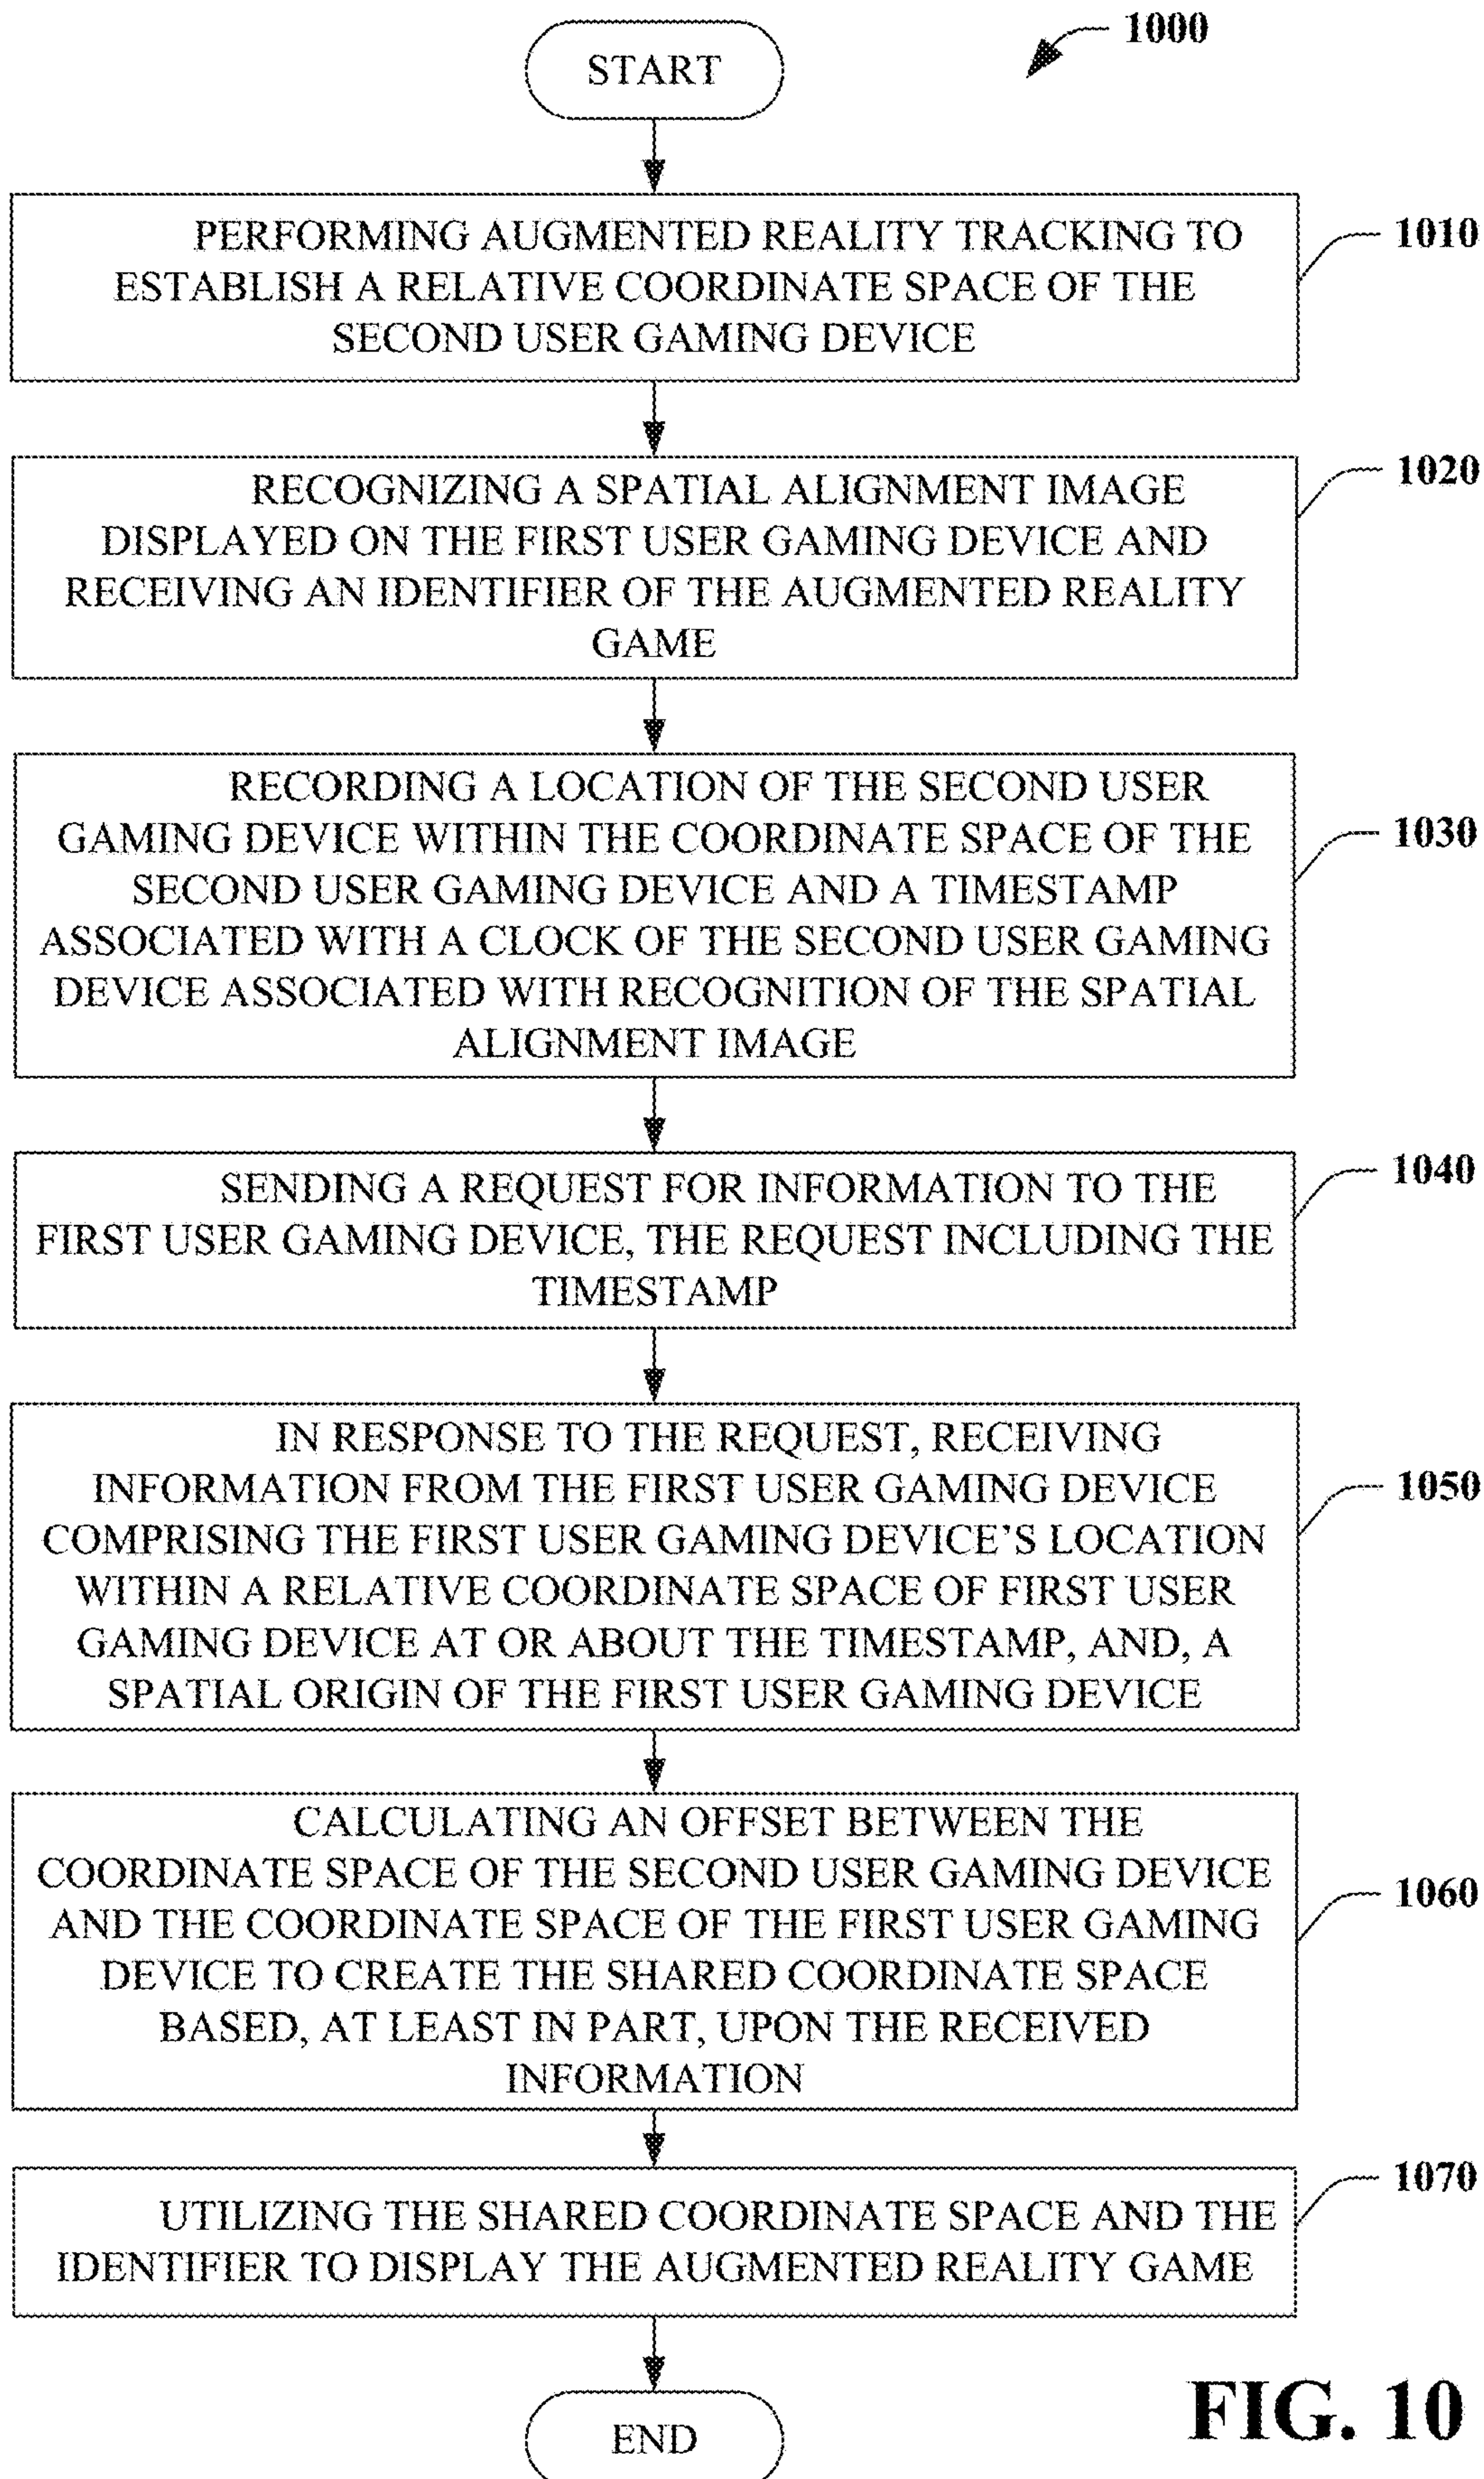 1000
START
PERFORMING AUGMENTED REALITY TRACKING TO
ESTABLISH A RELATIVE COORDINATE SPACE OF THE
SECOND USER GAMING DEVICE
1010
RECOGNIZING A SPATIAL ALIGNMENT IMAGE
DISPLAYED ON THE FIRST USER GAMING DEVICE AND
RECEIVING AN IDENTIFIER OF THE AUGMENTED REALITY
GAME
1020
RECORDING A LOCATION OF THE SECOND USER
GAMING DEVICE WITHIN THE COORDINATE SPACE OF THE
SECOND USER GAMING DEVICE AND A TIMESTAMP
ASSOCIATED WITH A CLOCK OF THE SECOND USER GAMING
DEVICE ASSOCIATED WITH RECOGNITION OF THE SPATIAL
ALIGNMENT IMAGE
1030
SENDING A REQUEST FOR INFORMATION TO THE
FIRST USER GAMING DEVICE, THE REQUEST INCLUDING THE
TIMESTAMP
1040
IN RESPONSE TO THE REQUEST, RECEIVING
INFORMATION FROM THE FIRST USER GAMING DEVICE
COMPRISING THE FIRST USER GAMING DEVICE'S LOCATION
WITHIN A RELATIVE COORDINATE SPACE OF FIRST USER
GAMING DEVICE AT OR ABOUT THE TIMESTAMP, AND, A
SPATIAL ORIGIN OF THE FIRST USER GAMING DEVICE
1050
CALCULATING AN OFFSET BETWEEN THE
COORDINATE SPACE OF THE SECOND USER GAMING DEVICE
AND THE COORDINATE SPACE OF THE FIRST USER GAMING
DEVICE TO CREATE THE SHARED COORDINATE SPACE
BASED, AT LEAST IN PART, UPON THE RECEIVED
INFORMATION
1060
UTILIZING THE SHARED COORDINATE SPACE AND THE
IDENTIFIER TO DISPLAY THE AUGMENTED REALITY GAME
1070
END
FIG. 10